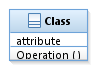 Class
attribute
Operation ()